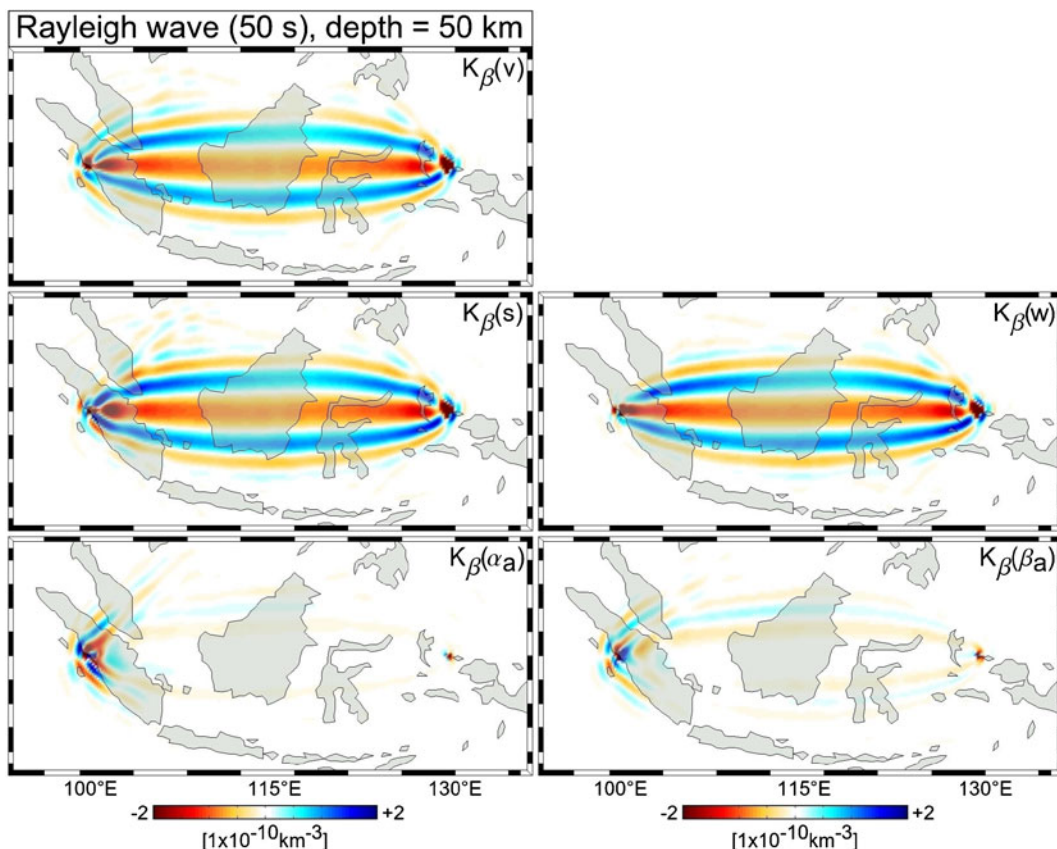 Rayleigh wave (50 s), depth = 50 km
Kβ(v)
Kβ(s)
Kβ(w)
Kβ(αa)
Kβ(βa)
100°E 115°E 130°E
100°E 115°E 130°E
-2 +2
[1x10⁻¹⁰km⁻³]
-2 +2
[1x10⁻¹⁰km⁻³]